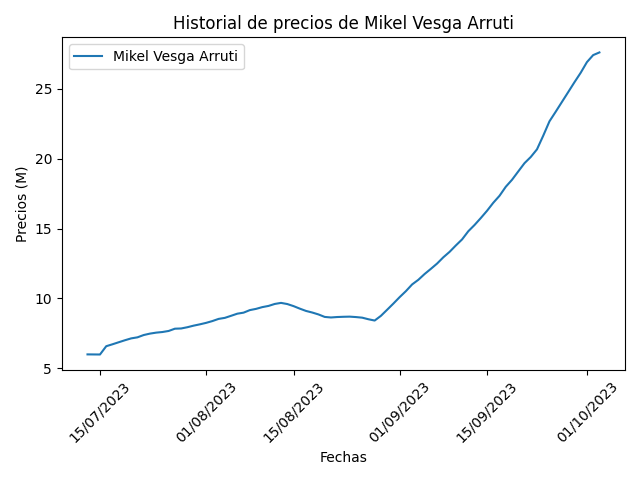 Historial de precios de Mikel Vesga Arruti
Mikel Vesga Arruti
Precios (M)
25
20
15
10
5
15/07/2023
01/08/2023
15/08/2023
01/09/2023
15/09/2023
01/10/2023
Fechas